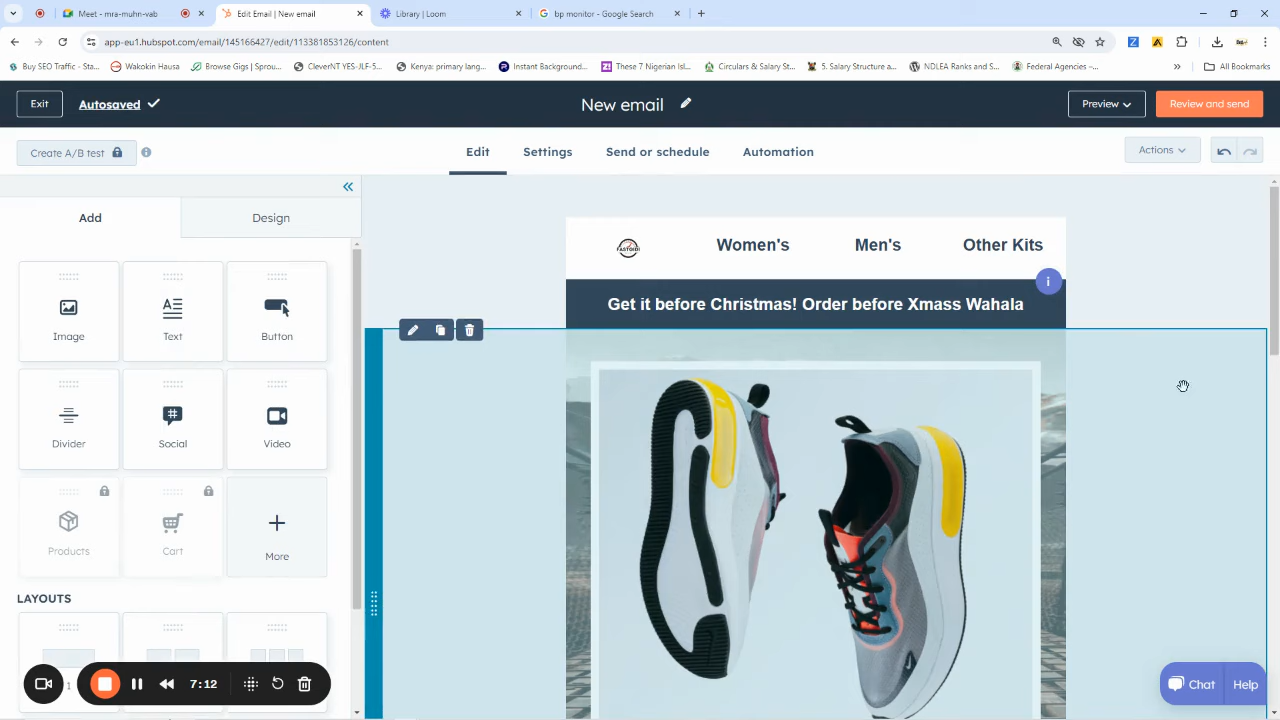 Meet – mra-muhn-vag
Edit Email | New email
Library | Loom
bp monitor - Google Search
app-eu1.hubspot.com/email/145166427/edit/113381853126/content
Buy SEO Traffic - Sta...
Wakokin Hausa
Browse Gigs | Sprou...
CleverNT YES-JLF-5...
Kenya: primary lang...
Instant Background...
These 7 Nigerian Isl...
Circulars & Salary St...
5. Salary Structure a...
NDLEA Ranks and S...
Federal Agencies –...
All Bookmarks
Exit
Autosaved
New email
Preview
Review and send
Create A/B test
Edit
Settings
Send or schedule
Automation
Actions
Add
Design
Women's
Men's
Other Kits
Get it before Christmas! Order before Xmass Wahala
Image
Text
Button
Divider
Social
Video
Products
Cart
More
LAYOUTS
7:12
Chat
Help